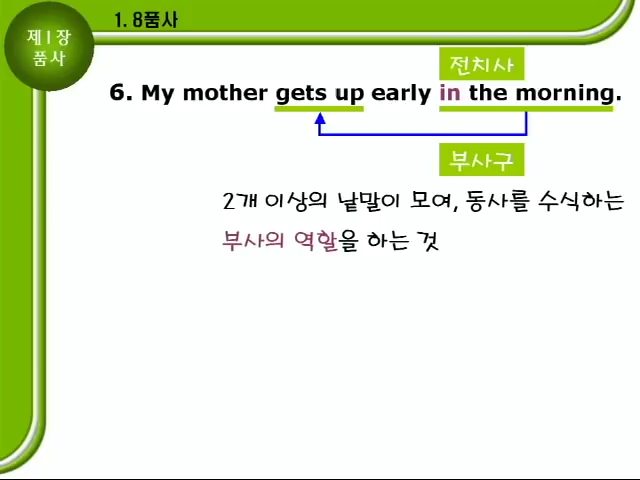 제1장
품사
1. 8품사
전치사
6. My mother gets up early in the morning.
부사구
2개 이상의 낱말이 모여, 동사를 수식하는
부사의 역할을 하는 것